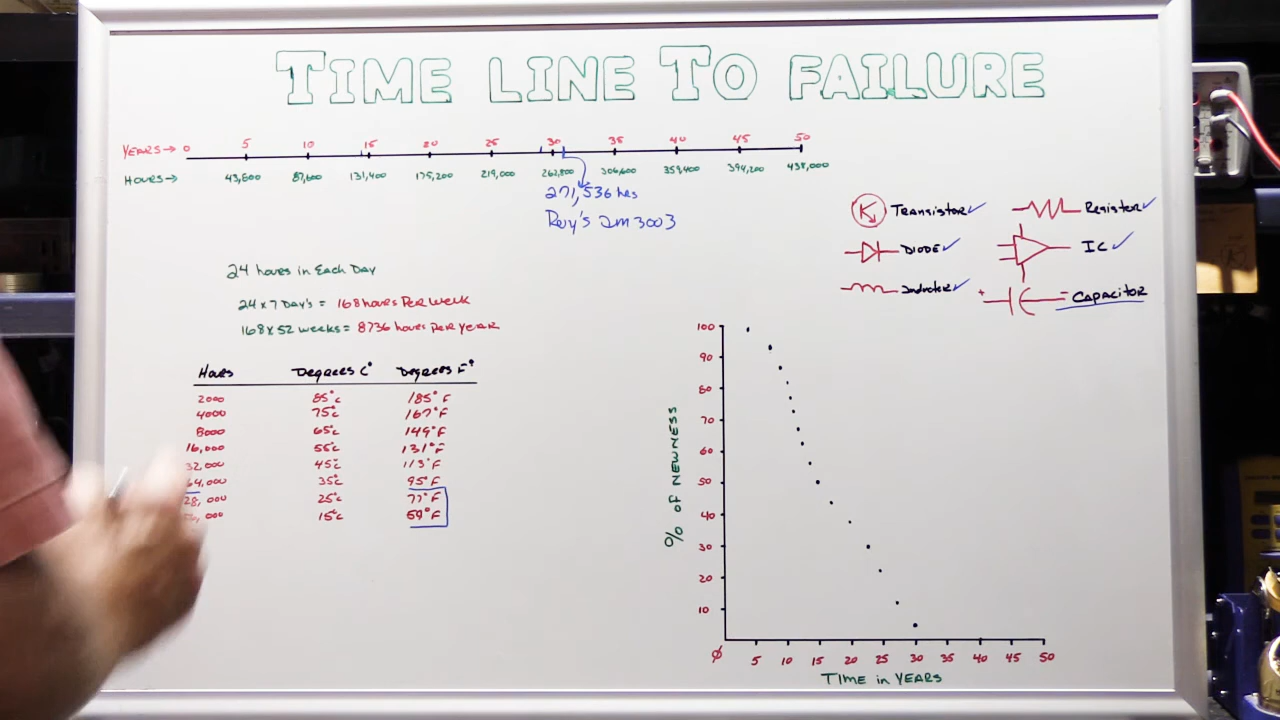 TIME LINE TO FAILURE
YEARS→ 0 5 10 15 20 25 30 35 40 45 50
HOURS→ 43,800 87,600 131,400 175,200 219,000 262,800 306,600 359,400 394,200 438,000
271,536 hrs
24 hours in Each Day
24 x 7 Day's = 168 hours Per Week
168 x 52 weeks = 8736 hours Per Year
Hours Degrees C° Degrees F°
2000 85°c 185°F
4000 75°c 167°F
8000 65°c 149°F
16,000 55°c 131°F
32,000 45°c 113°F
64,000 35°c 95°F
28,000 25°c 77°F
,000 15°c 59°F
Transistor ✓ Resistor ✓
DIODE ✓ IC ✓
Inductor ✓ + - CAPACITOR
% of NEWNESS
100
90
80
70
60
50
40
30
20
10
Ø 5 10 15 20 25 30 35 40 45 50
TIME in YEARS